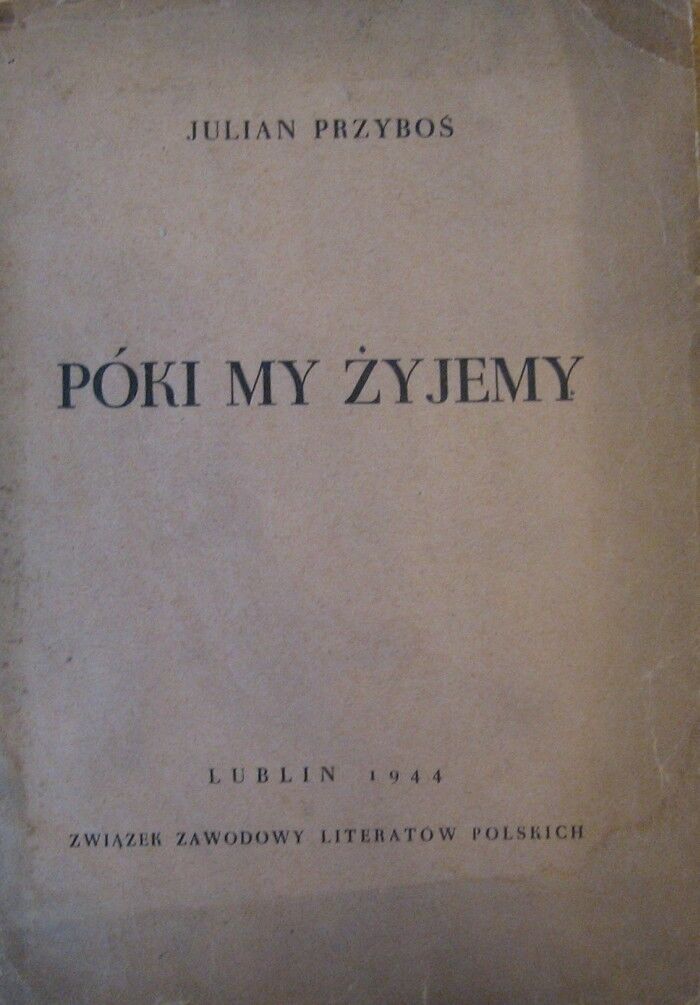 JULIAN PRZYBOŚ
PÓKI MY ŻYJEMY
LUBLIN 1944
ZWIĄZEK ZAWODOWY LITERATÓW POLSKICH